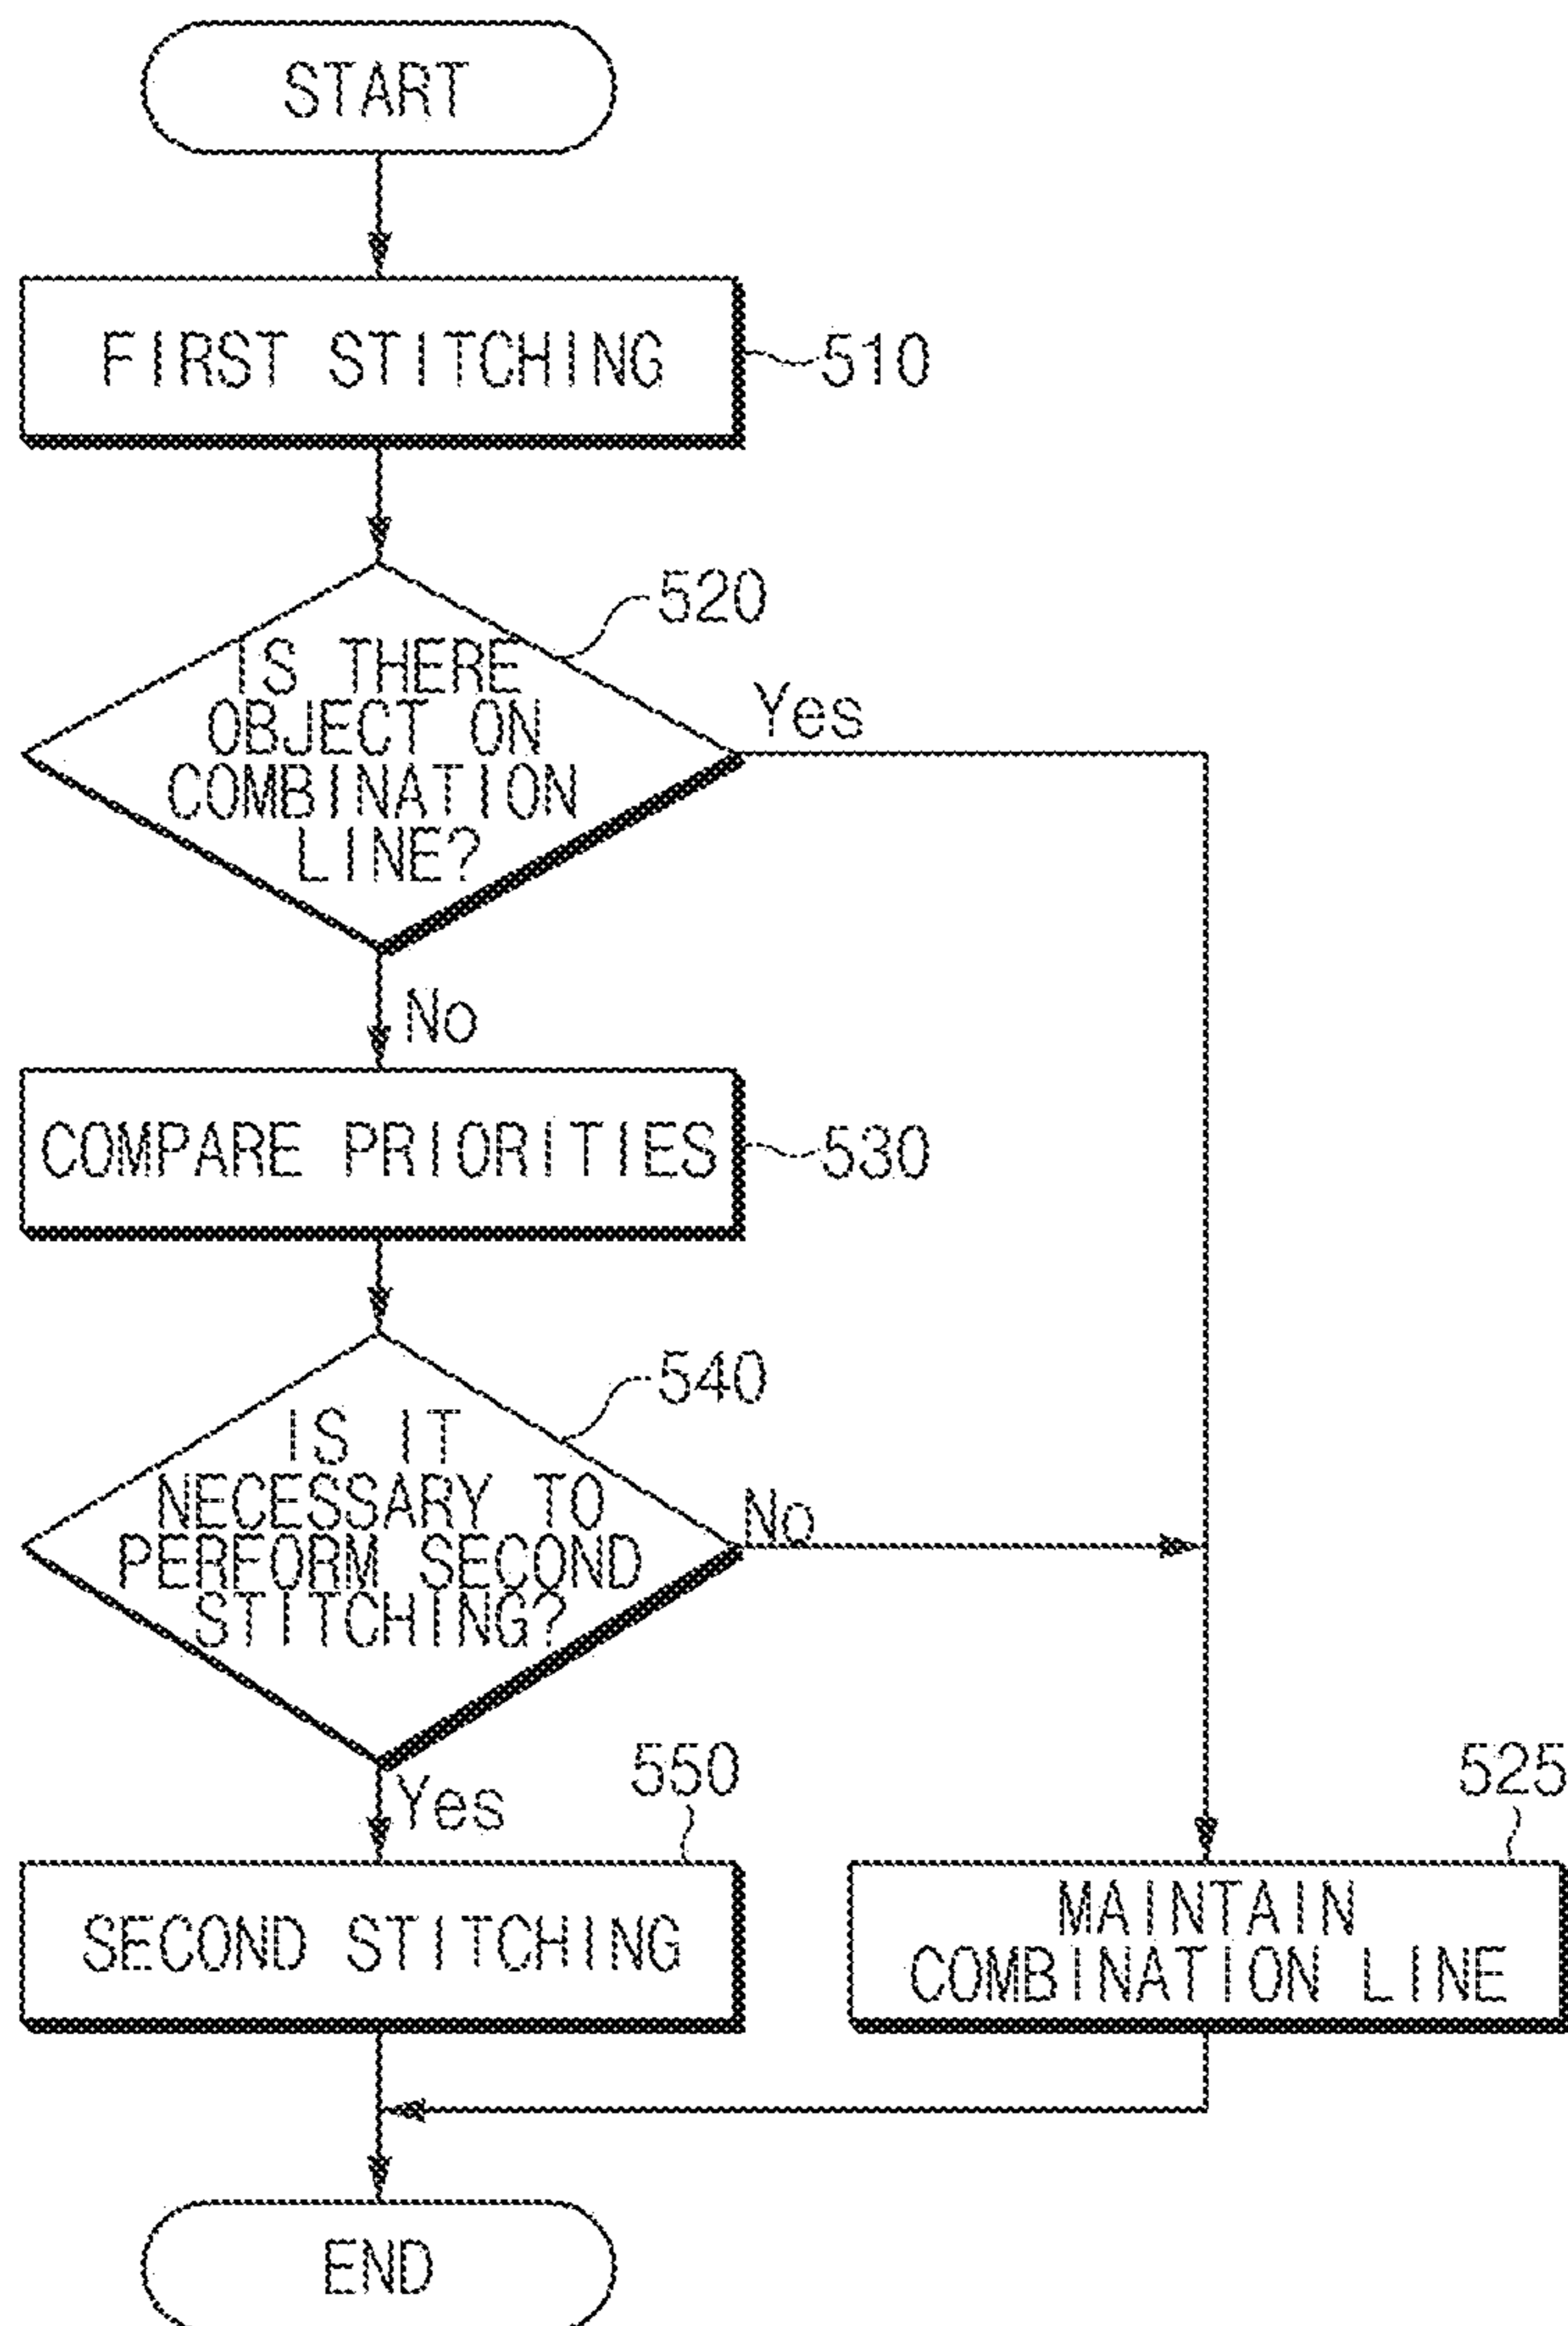 START
FIRST STITCHING
510
520
IS THERE
OBJECT ON
COMBINATION
LINE?
Yes
No
COMPARE PRIORITIES
530
540
IS IT
NECESSARY TO
PERFORM SECOND
STITCHING?
No
Yes
550
525
SECOND STITCHING
MAINTAIN
COMBINATION LINE
END